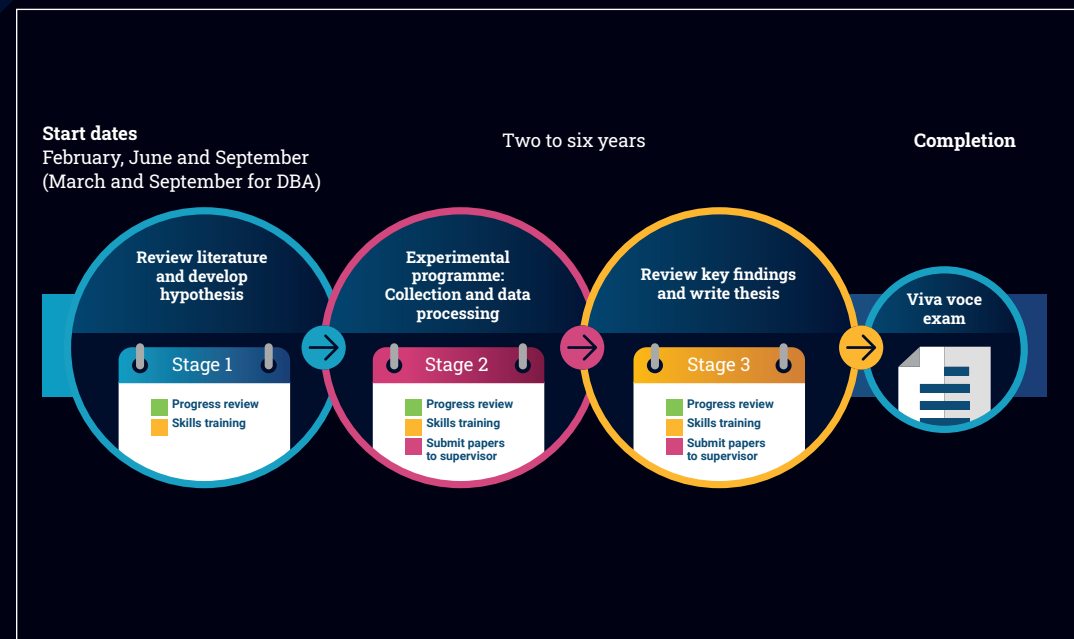 Start dates
February, June and September
(March and September for DBA)
Two to six years
Completion
Review literature
and develop
hypothesis
Stage 1
Progress review
Skills training
Experimental
programme:
Collection and data
processing
Stage 2
Progress review
Skills training
Submit papers
to supervisor
Review key findings
and write thesis
Stage 3
Progress review
Skills training
Submit papers
to supervisor
Viva voce
exam